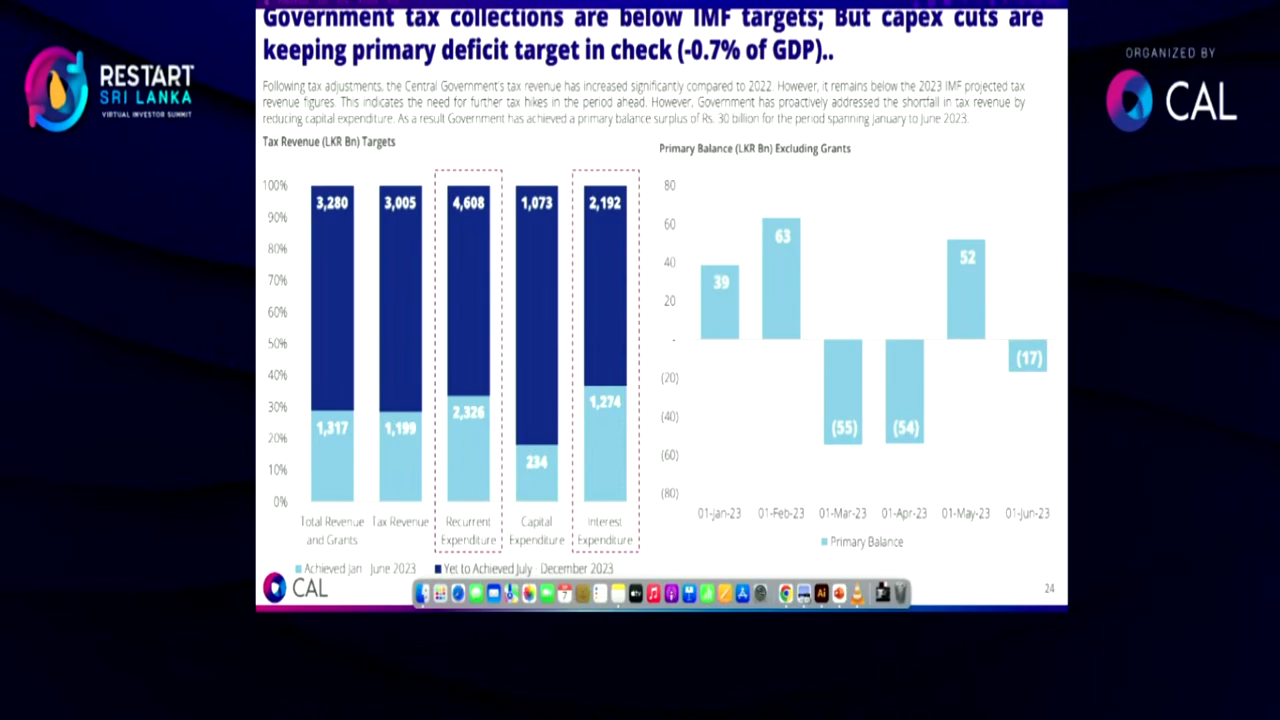 Government tax collections are below IMF targets; But capex cuts are
keeping primary deficit target in check (-0.7% of GDP)..
RESTART
SRI LANKA
VIRTUAL INVESTOR SUMMIT
ORGANIZED BY
CAL
Following tax adjustments, the Central Government's tax revenue has increased significantly compared to 2022. However, it remains below the 2023 IMF projected tax
revenue figures. This indicates the need for further tax hikes in the period ahead. However, Government has proactively addressed the shortfall in tax revenue by
reducing capital expenditure. As a result Government has achieved a primary balance surplus of Rs. 30 billion for the period spanning January to June 2023.
Tax Revenue (LKR Bn) Targets
100%
90%
80%
70%
60%
50%
40%
30%
20%
10%
0%
3,280 3,005 4,608 1,073 2,192
1,317 1,199 2,326 234 1,274
Total Revenue and Grants
Tax Revenue
Recurrent Expenditure
Capital Expenditure
Interest Expenditure
Achieved Jan June 2023 Yet to Achieved July December 2023
Primary Balance (LKR Bn) Excluding Grants
80
60
40
20
-
(20)
(40)
(60)
(80)
39 63 (55) (54) 52 (17)
01-Jan-23 01-Feb-23 01-Mar-23 01-Apr-23 01-May-23 01-Jun-23
Primary Balance
CAL
7
Ai
24